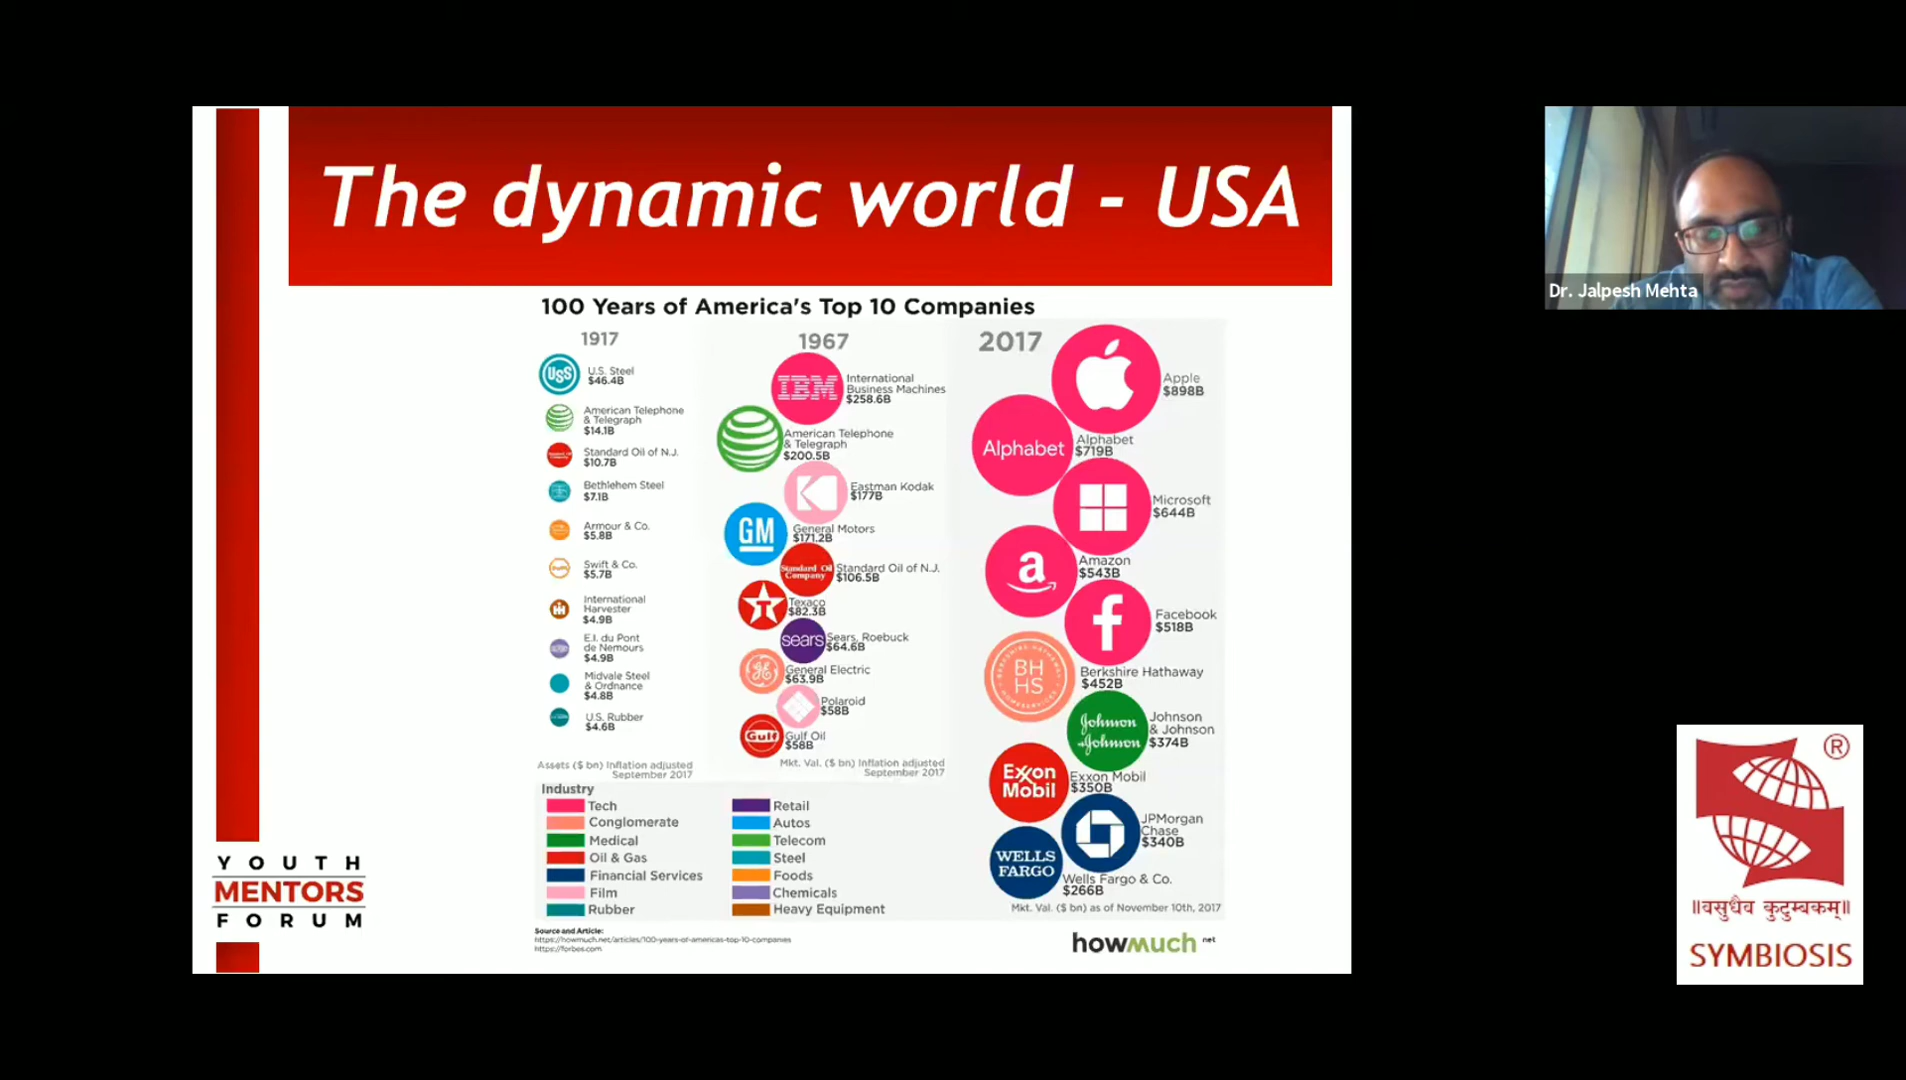 The dynamic world - USA
Dr. Jalpesh Mehta
100 Years of America's Top 10 Companies
1917
USS
U.S. Steel
$46.4B
American Telephone
& Telegraph
$14.1B
Standard Oil of N.J.
$10.7B
Bethlehem Steel
$7.1B
Armour & Co.
$5.8B
Swift & Co.
$5.7B
International
Harvester
$4.9B
E.I. du Pont
de Nemours
$4.9B
Midvale Steel
& Ordnance
$4.8B
U.S. Rubber
$4.6B
Assets ($ bn) Inflation adjusted
September 2017
1967
IBM
International
Business Machines
$258.6B
American Telephone
& Telegraph
$200.5B
Eastman Kodak
$177B
GM
General Motors
$171.2B
Standard Oil
Company
Standard Oil of N.J.
$106.5B
T
Texaco
$82.3B
sears
Sears, Roebuck
$64.6B
General Electric
$63.9B
Polaroid
$58B
Gulf
Gulf Oil
$58B
Mkt. Val. ($ bn) Inflation adjusted
September 2017
2017
Apple
$898B
Alphabet
Alphabet
$719B
Microsoft
$644B
a
Amazon
$543B
f
Facebook
$518B
BH
HS
Berkshire Hathaway
$452B
Johnson
& Johnson
Johnson
& Johnson
$374B
Exxon
Mobil
Exxon Mobil
$350B
JPMorgan
Chase
$340B
WELLS
FARGO
Wells Fargo & Co.
$266B
Mkt. Val. ($ bn) as of November 10th, 2017
Industry
Tech
Conglomerate
Medical
Oil & Gas
Financial Services
Film
Rubber
Retail
Autos
Telecom
Steel
Foods
Chemicals
Heavy Equipment
Source and Article:
https://howmuch.net/articles/100-years-of-americas-top-10-companies
https://forbes.com
howmuch net
YOUTH
MENTORS
FORUM
®
॥वसुधैव कुटुम्बकम्॥
SYMBIOSIS